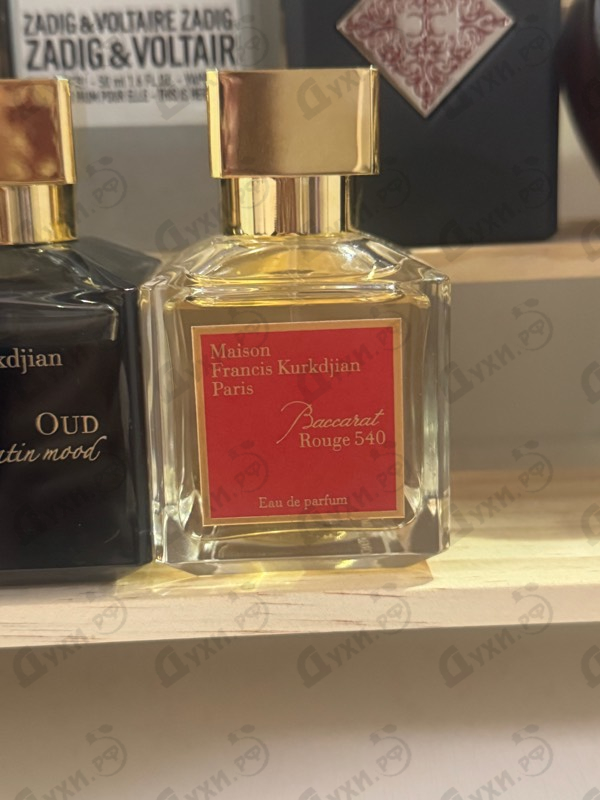 ZADIG & VOLTAIRE ZADIG
ZADIG & VOLTAIR
kdjian
OUD
atin mood
Maison
Francis Kurkdjian
Paris
Baccarat
Rouge 540
Eau de parfum
Духи.рф